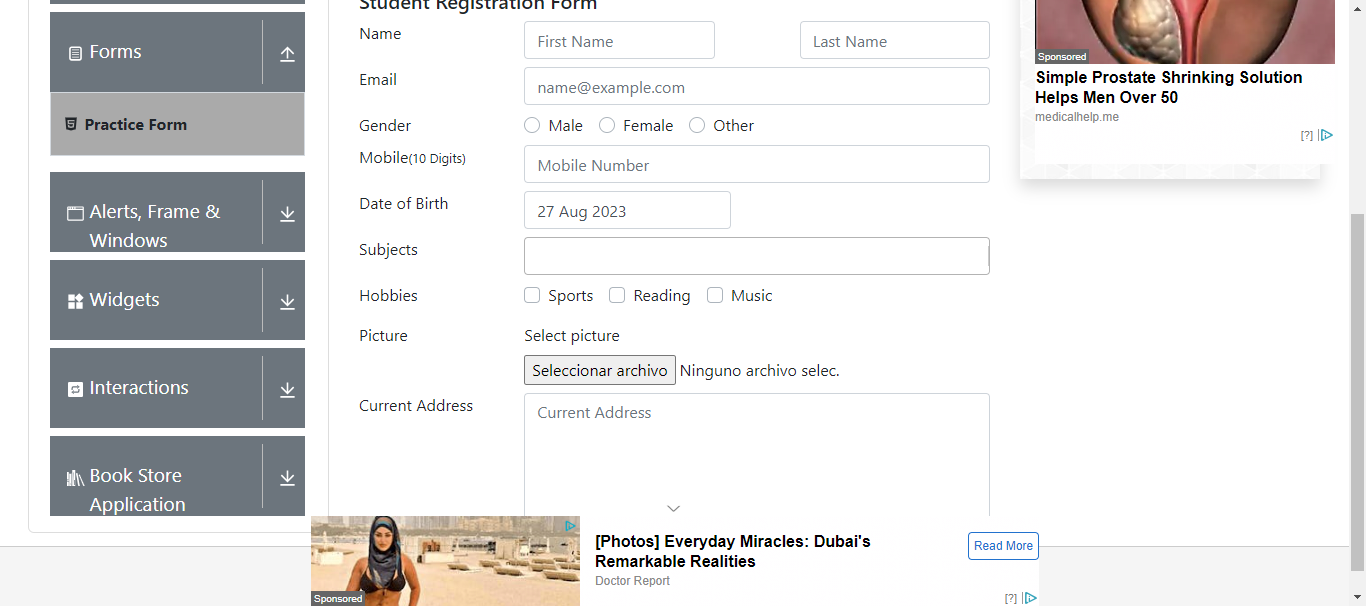 Student Registration Form
Forms
Practice Form
Alerts, Frame &
Windows
Widgets
Interactions
Book Store
Application
Name
First Name
Last Name
Email
name@example.com
Gender
Male
Female
Other
Mobile(10 Digits)
Mobile Number
Date of Birth
27 Aug 2023
Subjects
Hobbies
Sports
Reading
Music
Picture
Select picture
Seleccionar archivo
Ninguno archivo selec.
Current Address
Current Address
Sponsored
Simple Prostate Shrinking Solution
Helps Men Over 50
medicalhelp.me
[?]
Sponsored
[Photos] Everyday Miracles: Dubai's
Remarkable Realities
Doctor Report
Read More
[?]